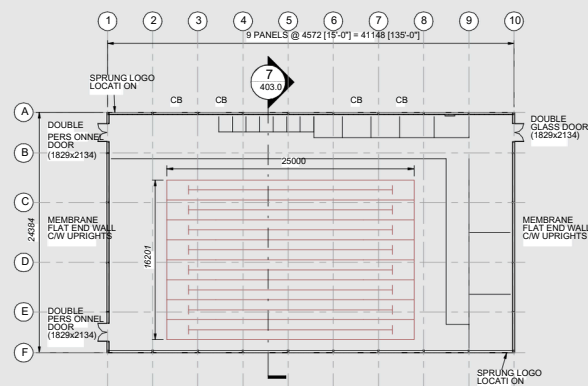 1 2 3 4 5 6 7 8 9 10
9 PANELS @ 4572 [15'-0"] = 41148 [135'-0"]
SPRUNG LOGO
LOCATI ON
CB CB
7
403.0
CB CB
A
B
C
D
E
F
DOUBLE
PERS ONNEL
DOOR
(1829x2134)
DOUBLE
GLASS DOOR
(1829x2134)
25000
24384
16201
MEMBRANE
FLAT END WALL
C/W UPRIGHTS
MEMBRANE
FLAT END WALL
C/W UPRIGHTS
DOUBLE
PERS ONNEL
DOOR
(1829x2134)
SPRUNG LOGO
LOCATI ON